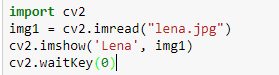 import cv2
img1 = cv2.imread("lena.jpg")
cv2.imshow('Lena', img1)
cv2.waitKey(0)